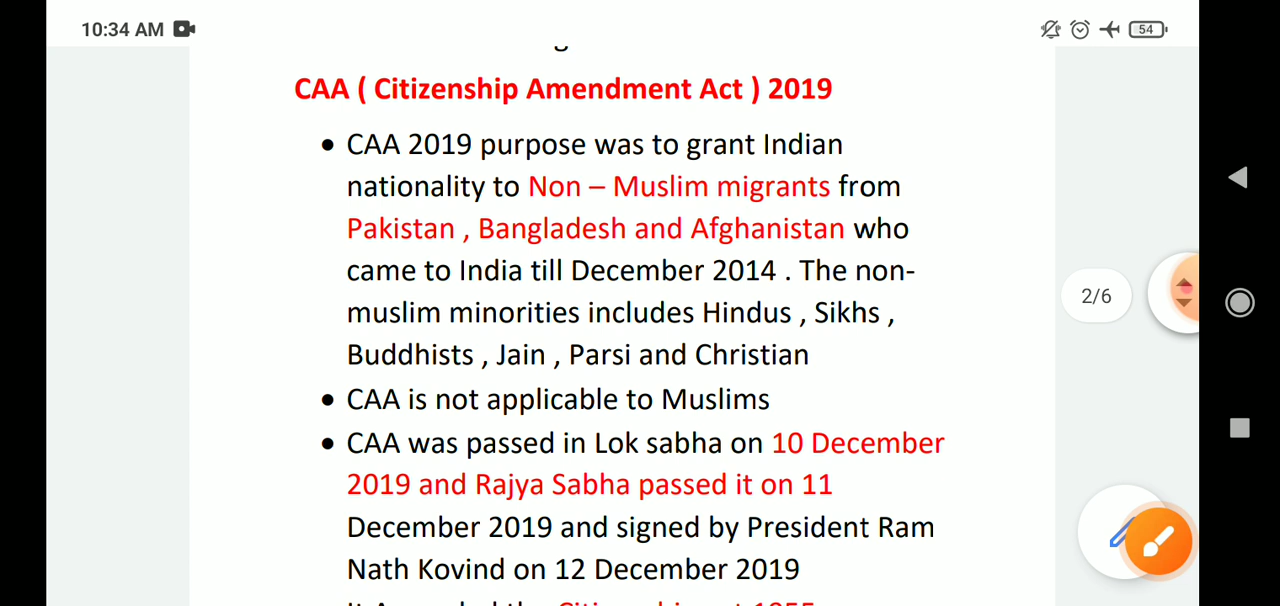 10:34 AM
54
CAA ( Citizenship Amendment Act ) 2019
• CAA 2019 purpose was to grant Indian
nationality to Non – Muslim migrants from
Pakistan , Bangladesh and Afghanistan who
came to India till December 2014 . The non-
muslim minorities includes Hindus , Sikhs ,
Buddhists , Jain , Parsi and Christian
• CAA is not applicable to Muslims
• CAA was passed in Lok sabha on 10 December
2019 and Rajya Sabha passed it on 11
December 2019 and signed by President Ram
Nath Kovind on 12 December 2019
2/6